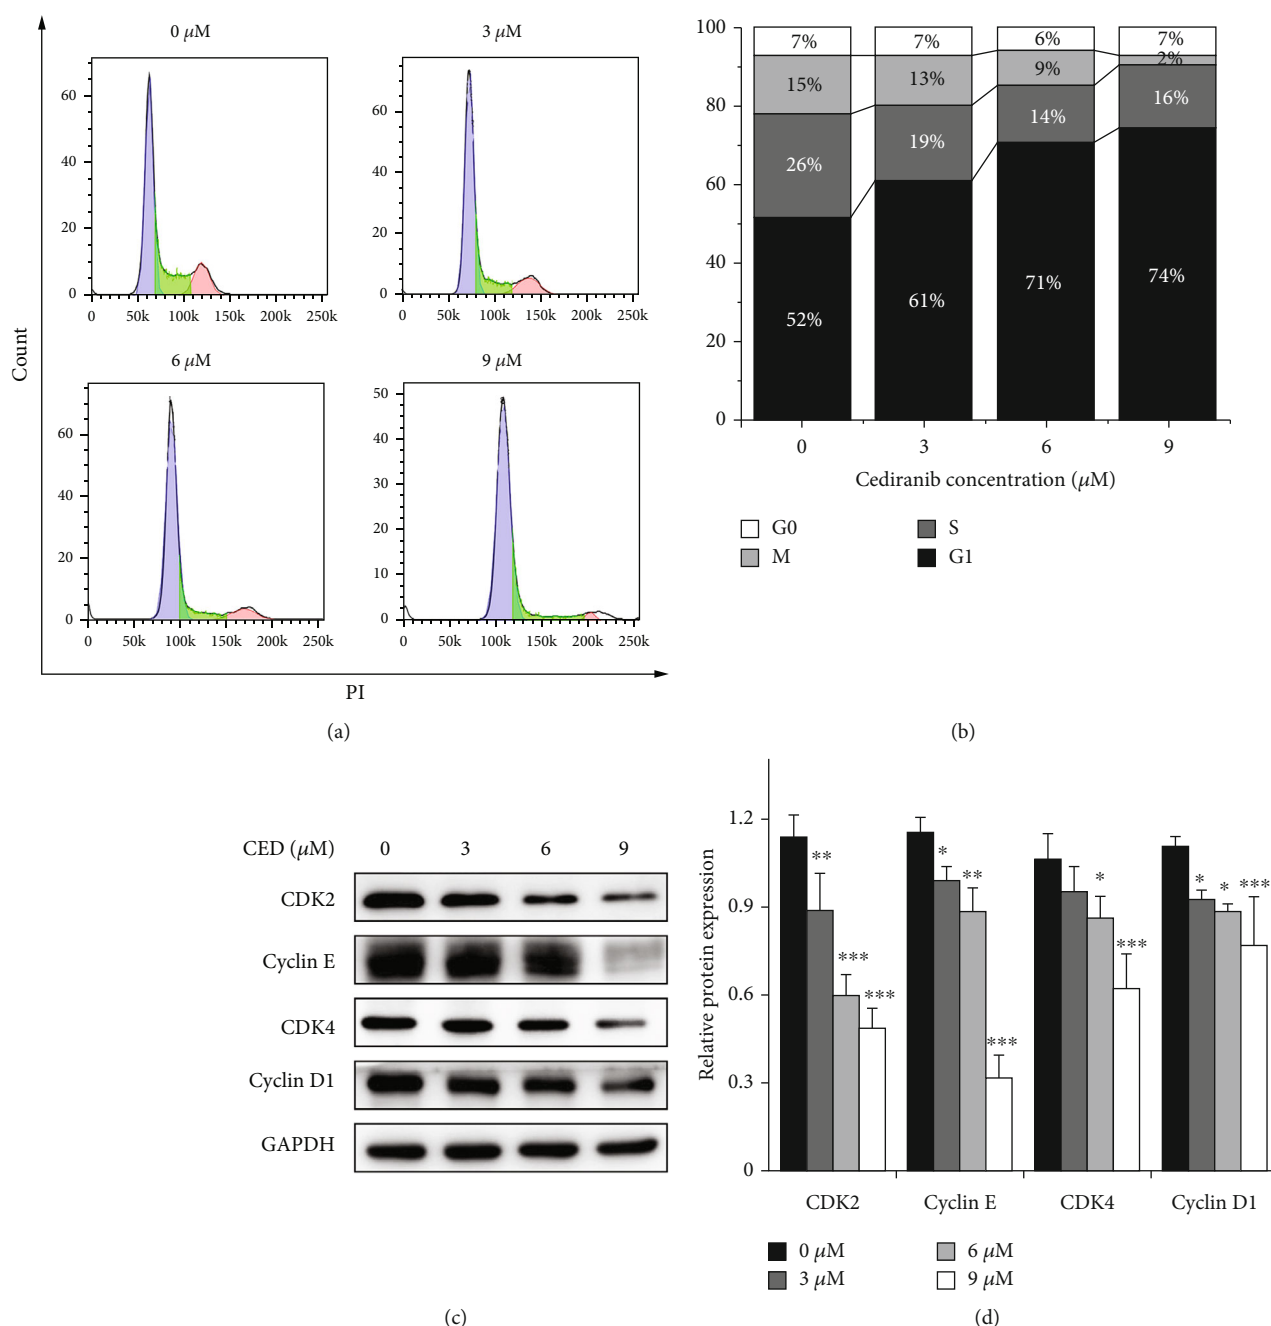 0 μM
3 μM
60
40
20
0
0 50k 100k 150k 200k 250k
60
40
20
0
0 50k 100k 150k 200k 250k
6 μM
9 μM
60
40
20
0
0 50k 100k 150k 200k 250k
50
40
30
20
10
0
0 50k 100k 150k 200k 250k
Count
PI
(a)
100
80
60
40
20
0
7% 7% 6% 7%
15% 13% 9% 2%
26% 19% 14% 16%
52% 61% 71% 74%
0 3 6 9
Cediranib concentration (μM)
G0 S
M G1
(b)
CED (μM) 0 3 6 9
CDK2
Cyclin E
CDK4
Cyclin D1
GAPDH
(c)
Relative protein expression
1.2
0.9
0.6
0.3
0
** *** ***
* ** ***
* ***
* * ***
CDK2 Cyclin E CDK4 Cyclin D1
0 μM 6 μM
3 μM 9 μM
(d)